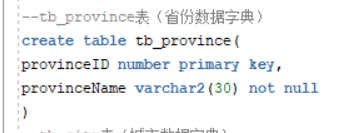 --tb_province表（省份数据字典）
create table tb_province(
provinceID number primary key,
provinceName varchar2(30) not null
)